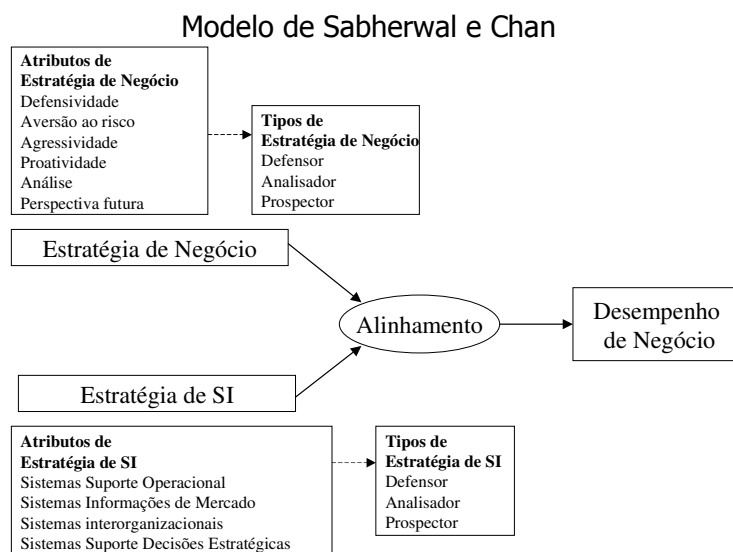 Modelo de Sabherwal e Chan
Atributos de
Estratégia de Negócio
Defensividade
Aversão ao risco
Agressividade
Proatividade
Análise
Perspectiva futura
Tipos de
Estratégia de Negócio
Defensor
Analisador
Prospector
Estratégia de Negócio
Alinhamento
Desempenho
de Negócio
Estratégia de SI
Atributos de
Estratégia de SI
Sistemas Suporte Operacional
Sistemas Informações de Mercado
Sistemas interorganizacionais
Sistemas Suporte Decisões Estratégicas
Tipos de
Estratégia de SI
Defensor
Analisador
Prospector